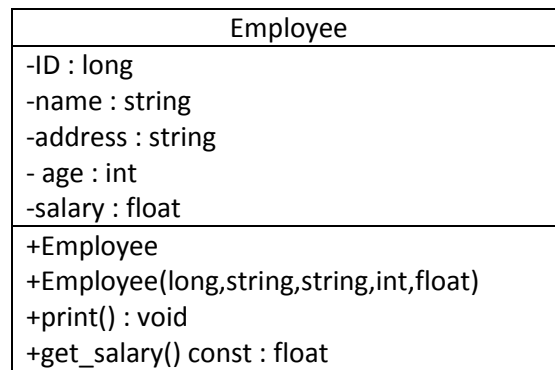 Employee
-ID : long
-name : string
-address : string
- age : int
-salary : float
+Employee
+Employee(long,string,string,int,float)
+print() : void
+get_salary() const : float